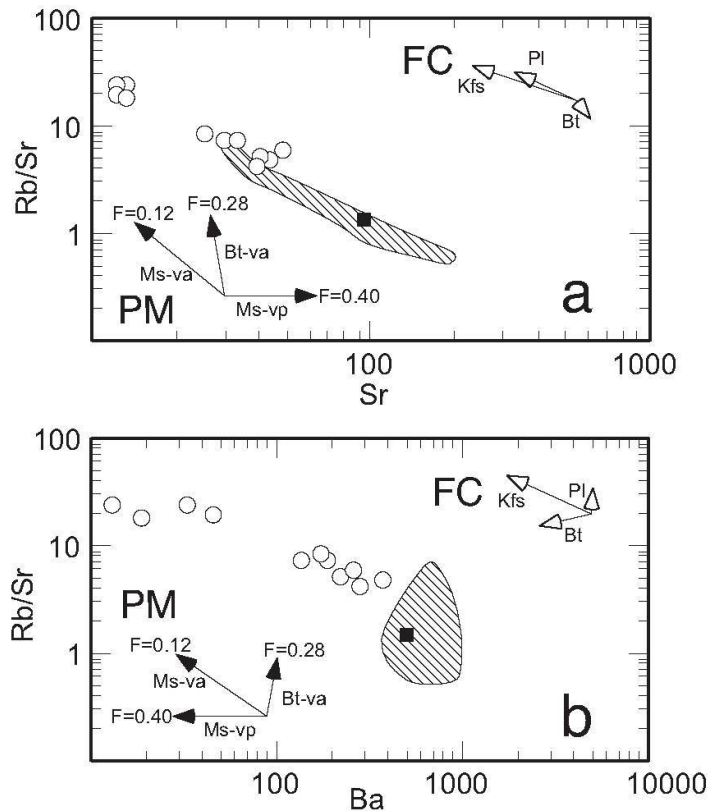 100
FC
Pl
Kfs
Bt
10
Rb/Sr
F=0.28
F=0.12
1
Bt-va
Ms-va
F=0.40
Ms-vp
PM
a
100
1000
Sr
100
FC
Pl
Kfs
Bt
10
Rb/Sr
PM
F=0.12
F=0.28
1
Ms-va
Bt-va
F=0.40
Ms-vp
b
100
1000
10000
Ba